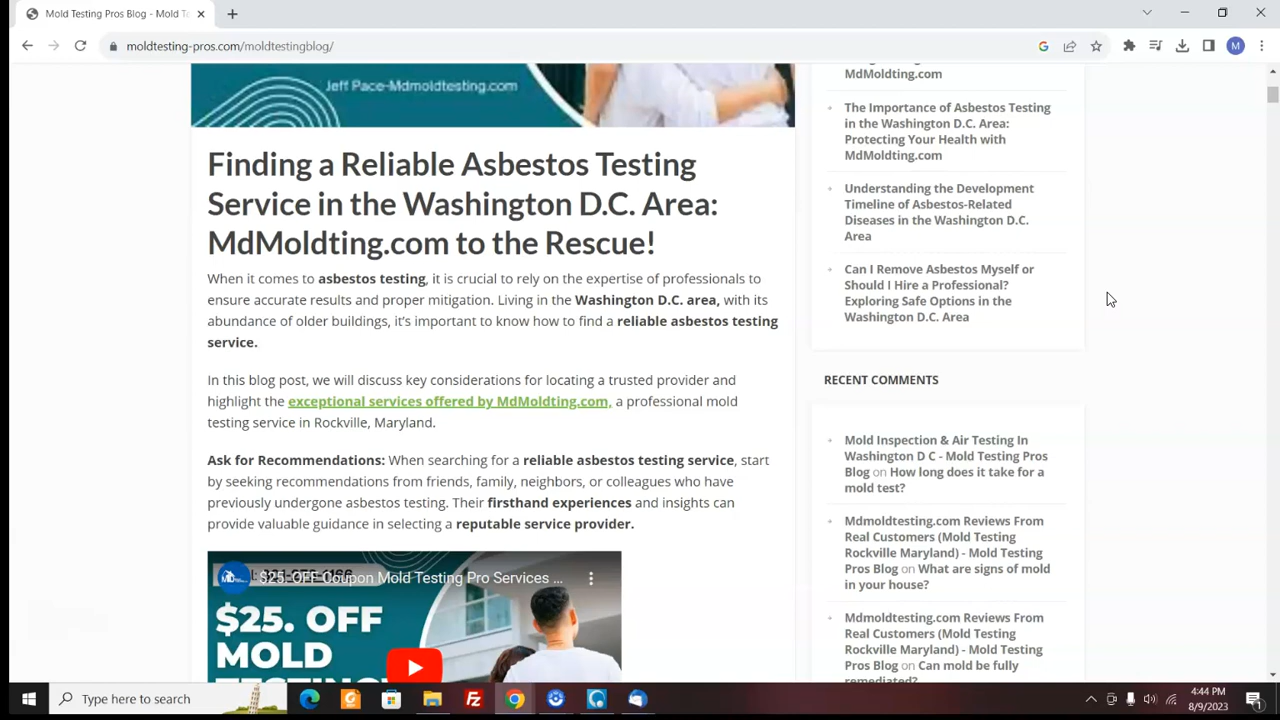 Mold Testing Pros Blog - Mold Te
moldtesting-pros.com/moldtestingblog/
M
Jeff Pace-Mdmoldtesting.com
Finding a Reliable Asbestos Testing
Service in the Washington D.C. Area:
MdMoldting.com to the Rescue!
When it comes to asbestos testing, it is crucial to rely on the expertise of professionals to
ensure accurate results and proper mitigation. Living in the Washington D.C. area, with its
abundance of older buildings, it’s important to know how to find a reliable asbestos testing
service.
In this blog post, we will discuss key considerations for locating a trusted provider and
highlight the exceptional services offered by MdMoldting.com, a professional mold
testing service in Rockville, Maryland.
Ask for Recommendations: When searching for a reliable asbestos testing service, start
by seeking recommendations from friends, family, neighbors, or colleagues who have
previously undergone asbestos testing. Their firsthand experiences and insights can
provide valuable guidance in selecting a reputable service provider.
$25. OFF Coupon Mold Testing Pro Services ...
$25. OFF
MOLD
MdMoldting.com
The Importance of Asbestos Testing
in the Washington D.C. Area:
Protecting Your Health with
MdMoldting.com
Understanding the Development
Timeline of Asbestos-Related
Diseases in the Washington D.C.
Area
Can I Remove Asbestos Myself or
Should I Hire a Professional?
Exploring Safe Options in the
Washington D.C. Area
RECENT COMMENTS
Mold Inspection & Air Testing In
Washington D C - Mold Testing Pros
Blog on How long does it take for a
mold test?
Mdmoldtesting.com Reviews From
Real Customers (Mold Testing
Rockville Maryland) - Mold Testing
Pros Blog on What are signs of mold
in your house?
Mdmoldtesting.com Reviews From
Real Customers (Mold Testing
Rockville Maryland) - Mold Testing
Pros Blog on Can mold be fully
remediated?
Type here to search
4:44 PM
8/9/2023